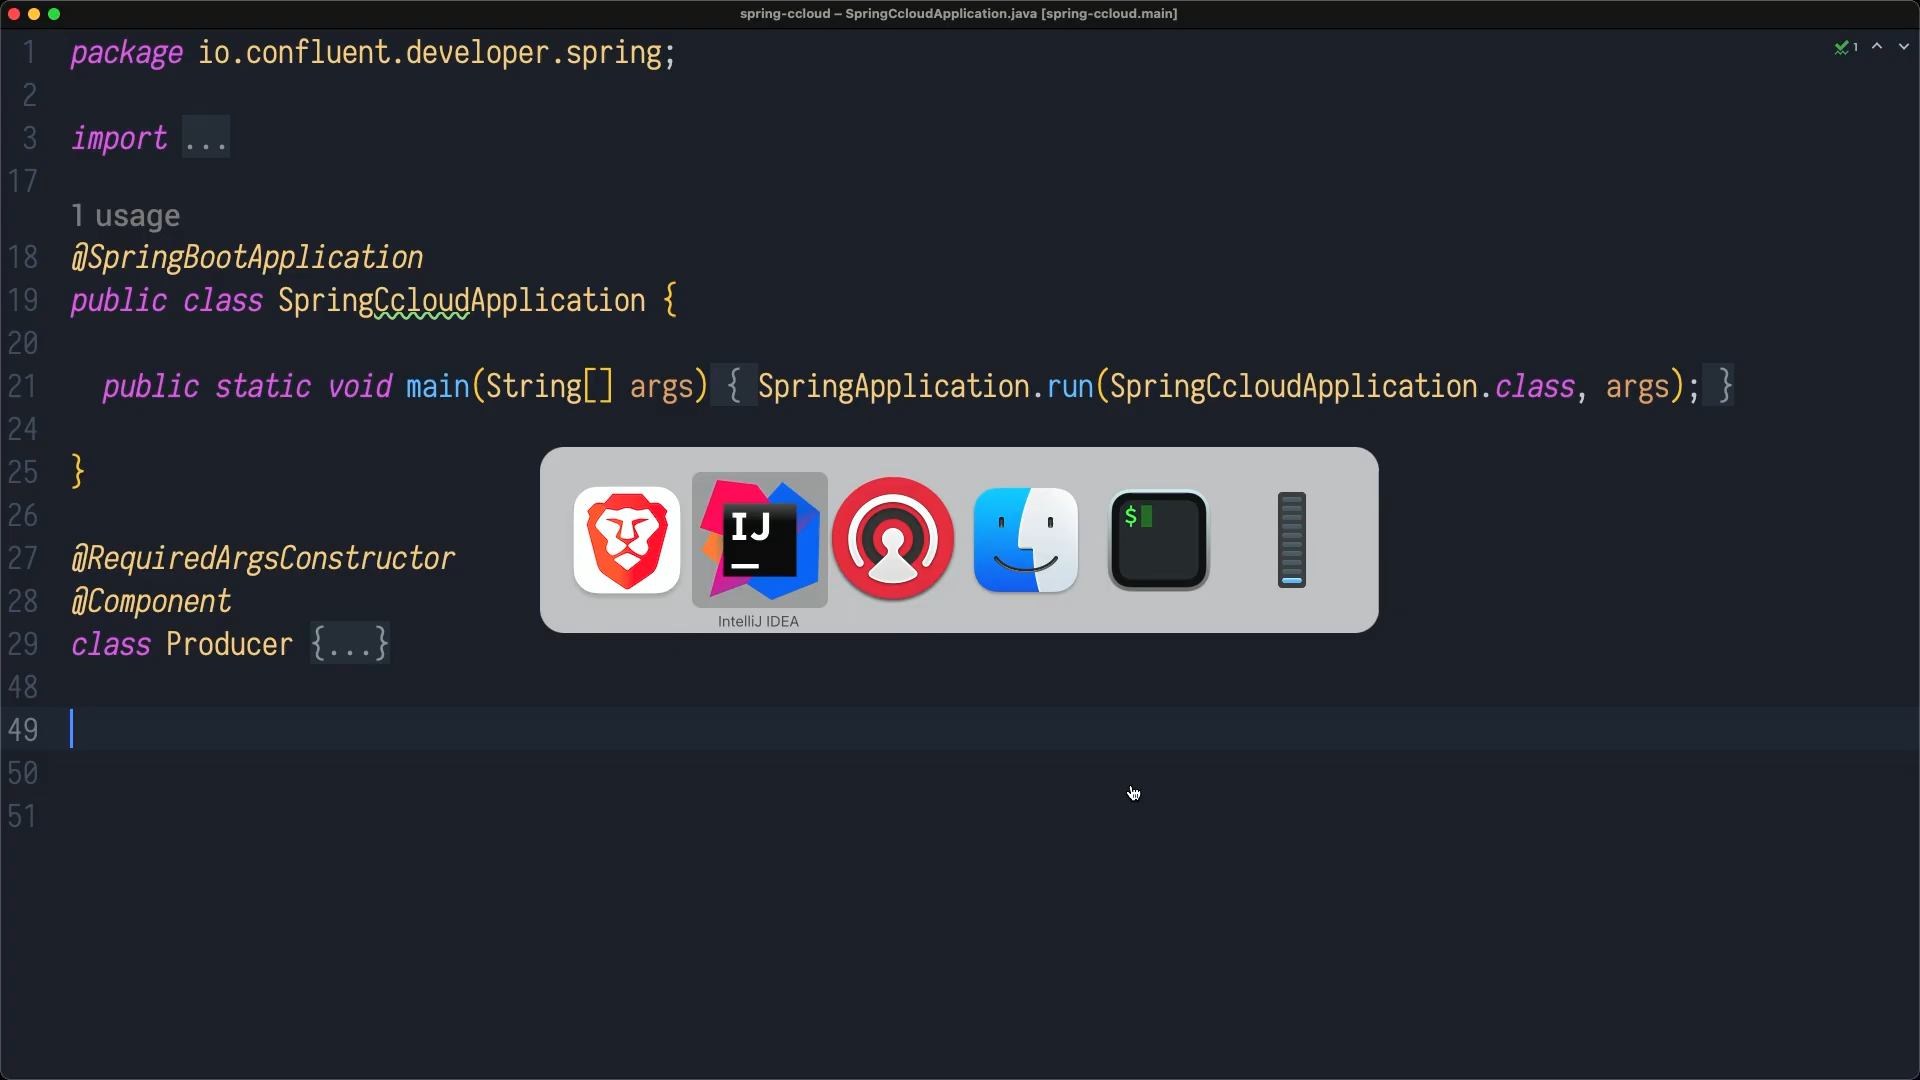 spring-ccloud – SpringCcloudApplication.java [spring-ccloud.main]
1 package io.confluent.developer.spring;
1
2
3 import ...
17
1 usage
18 @SpringBootApplication
19 public class SpringCcloudApplication {
20
21 public static void main(String[] args) { SpringApplication.run(SpringCcloudApplication.class, args); }
24
25 }
26
27 @RequiredArgsConstructor
28 @Component
29 class Producer {...}
48
49
50
51
IJ
$
IntelliJ IDEA